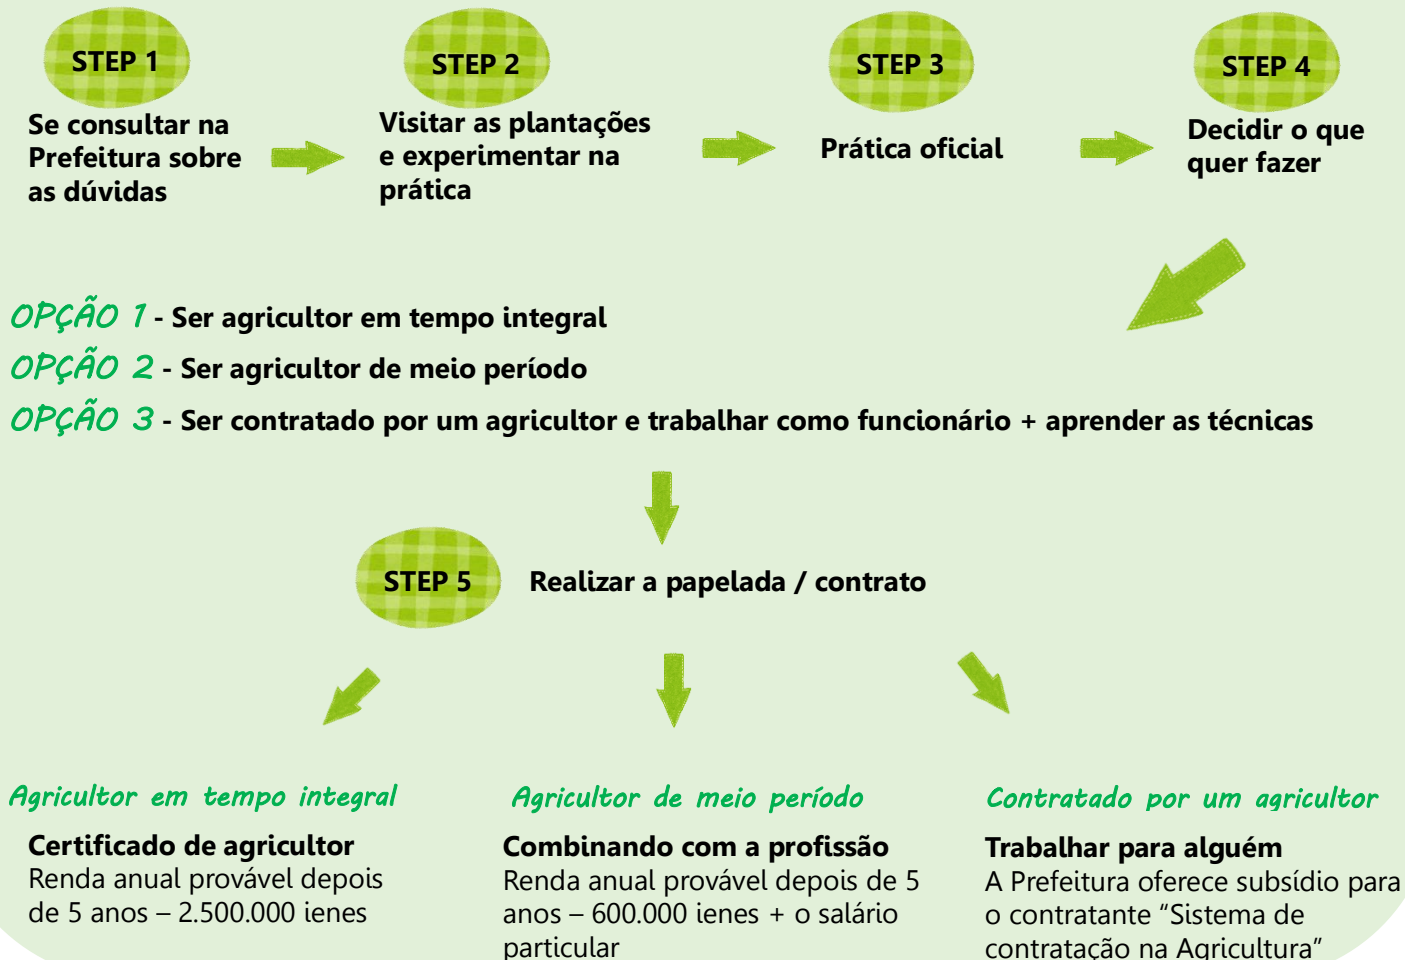 STEP 1
Se consultar na
Prefeitura sobre
as dúvidas
STEP 2
Visitar as plantações
e experimentar na
prática
STEP 3
Prática oficial
STEP 4
Decidir o que
quer fazer
OPÇÃO 1 - Ser agricultor em tempo integral
OPÇÃO 2 - Ser agricultor de meio período
OPÇÃO 3 - Ser contratado por um agricultor e trabalhar como funcionário + aprender as técnicas
STEP 5
Realizar a papelada / contrato
Agricultor em tempo integral
Certificado de agricultor
Renda anual provável depois
de 5 anos – 2.500.000 ienes
Agricultor de meio período
Combinando com a profissão
Renda anual provável depois de 5
anos – 600.000 ienes + o salário
particular
Contratado por um agricultor
Trabalhar para alguém
A Prefeitura oferece subsídio para
o contratante “Sistema de
contratação na Agricultura”